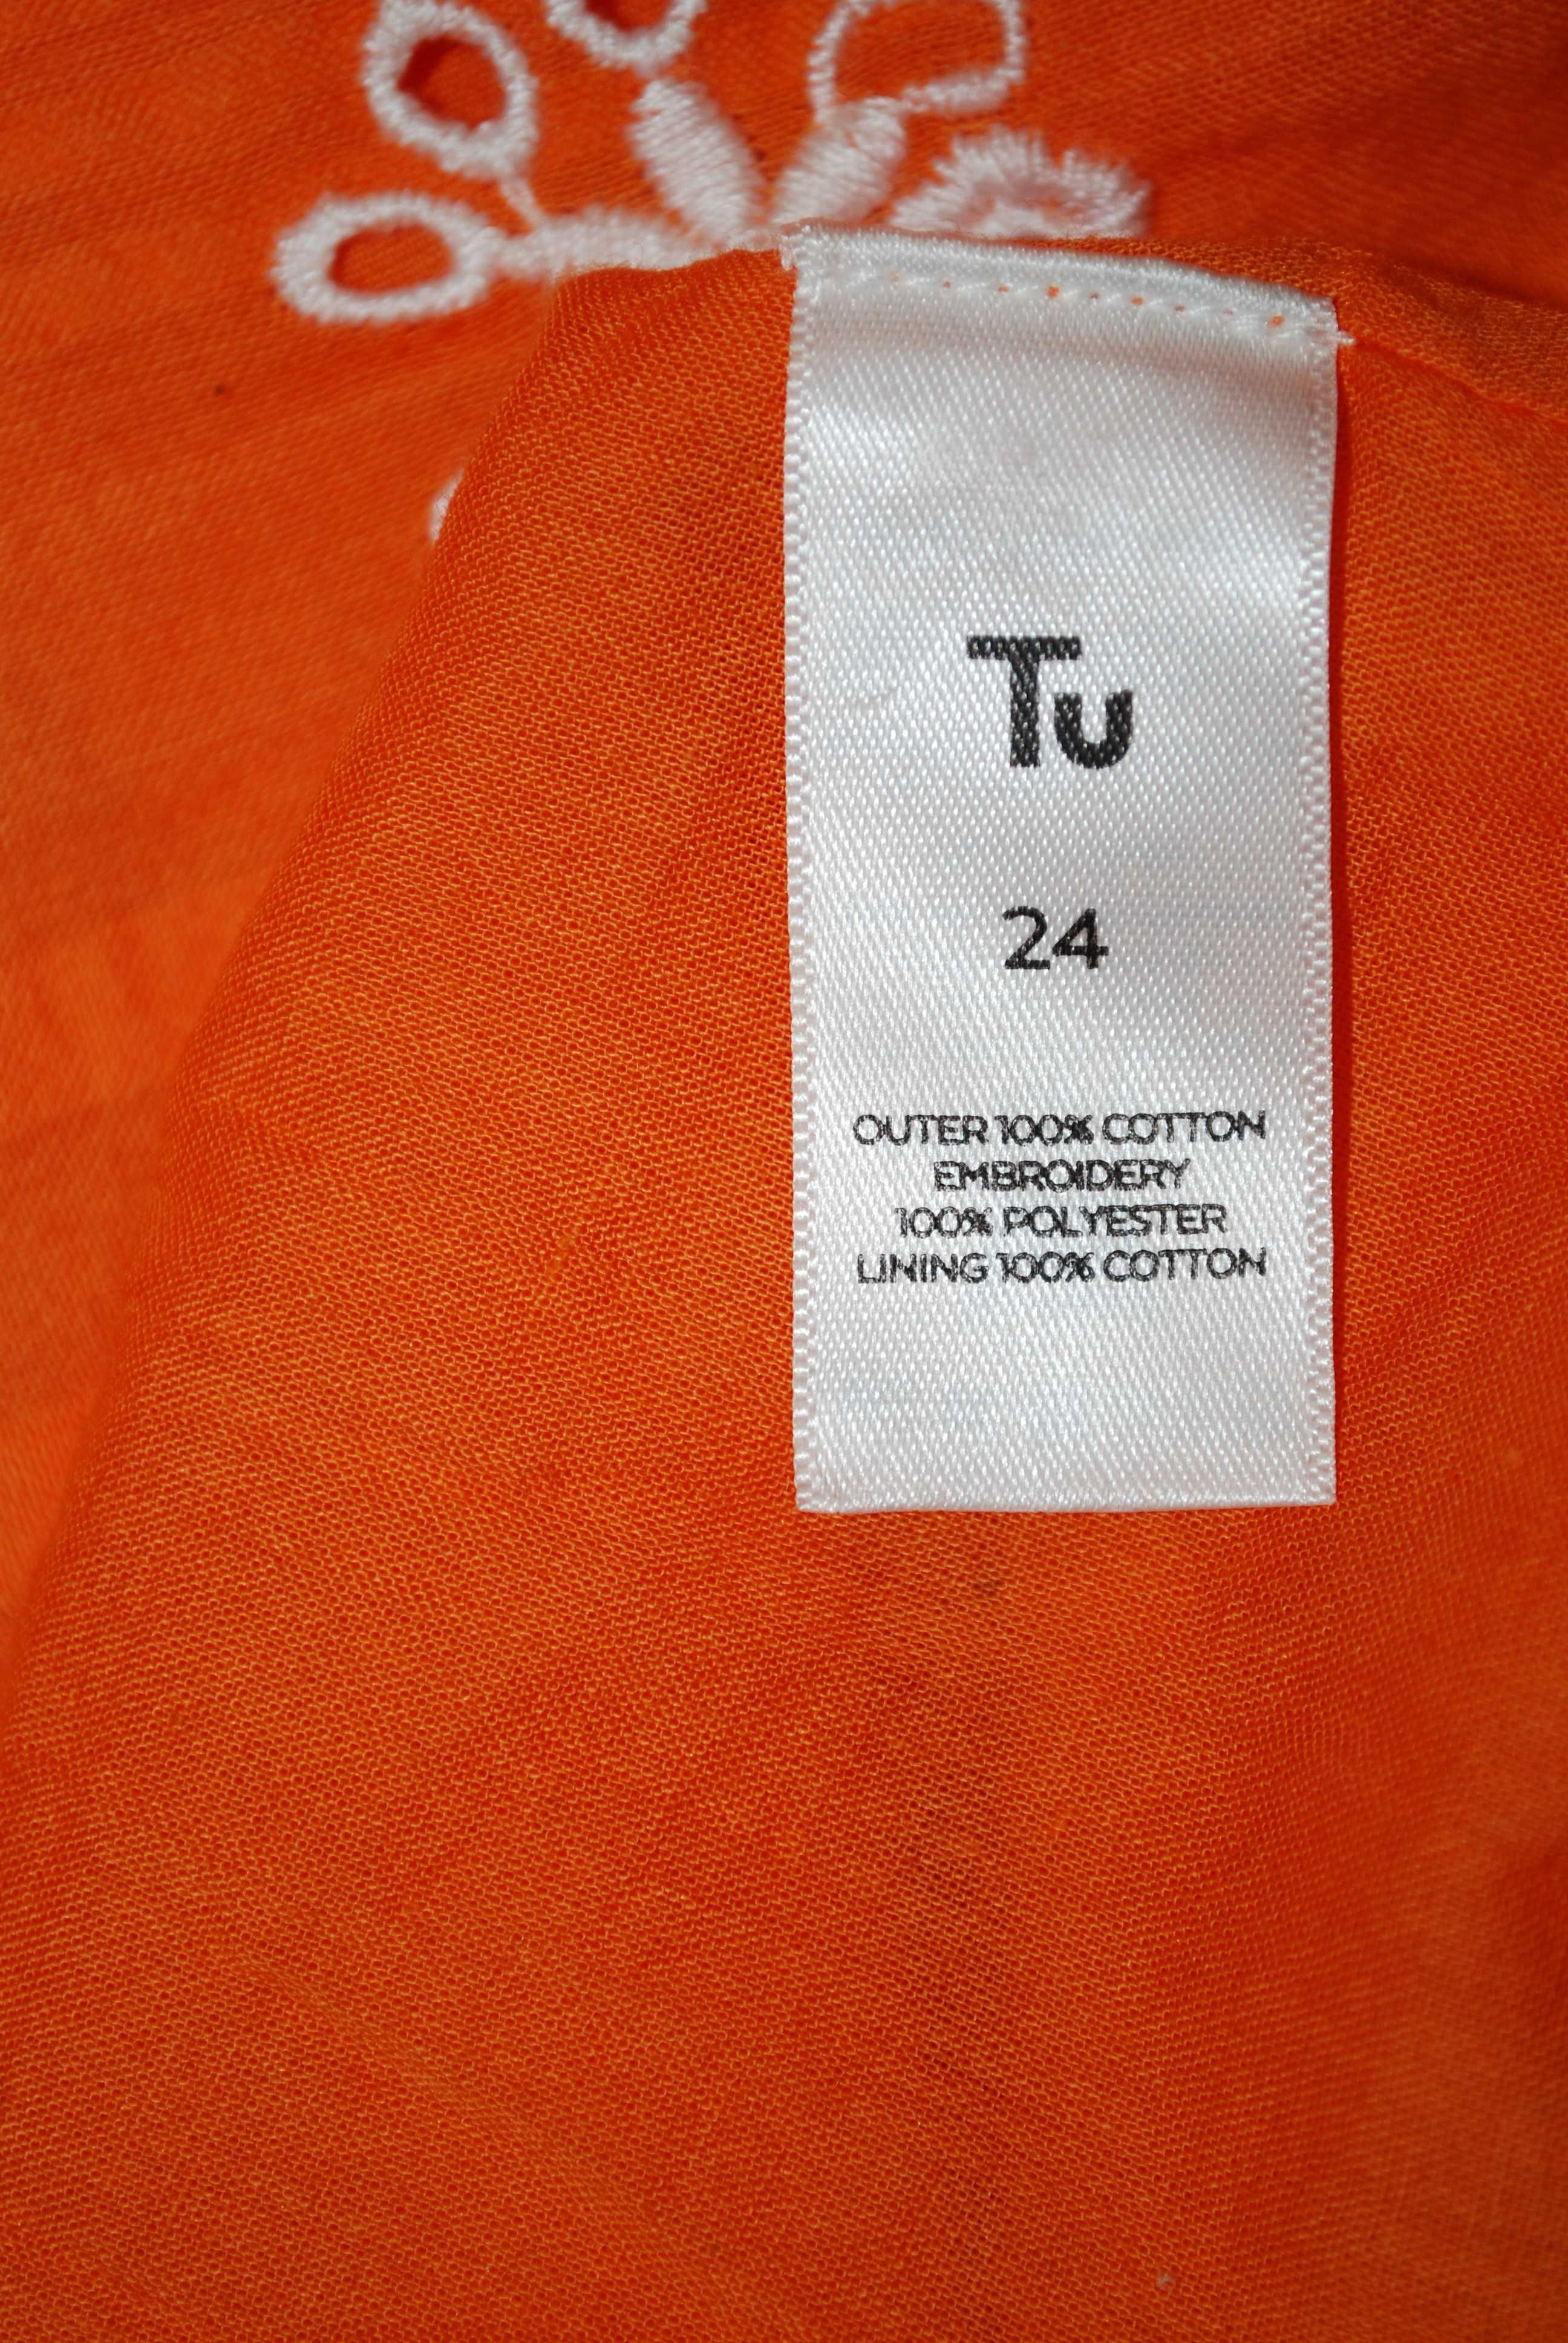 Tu
24
OUTER 100% COTTON
EMBROIDERY
100% POLYESTER
LINING 100% COTTON